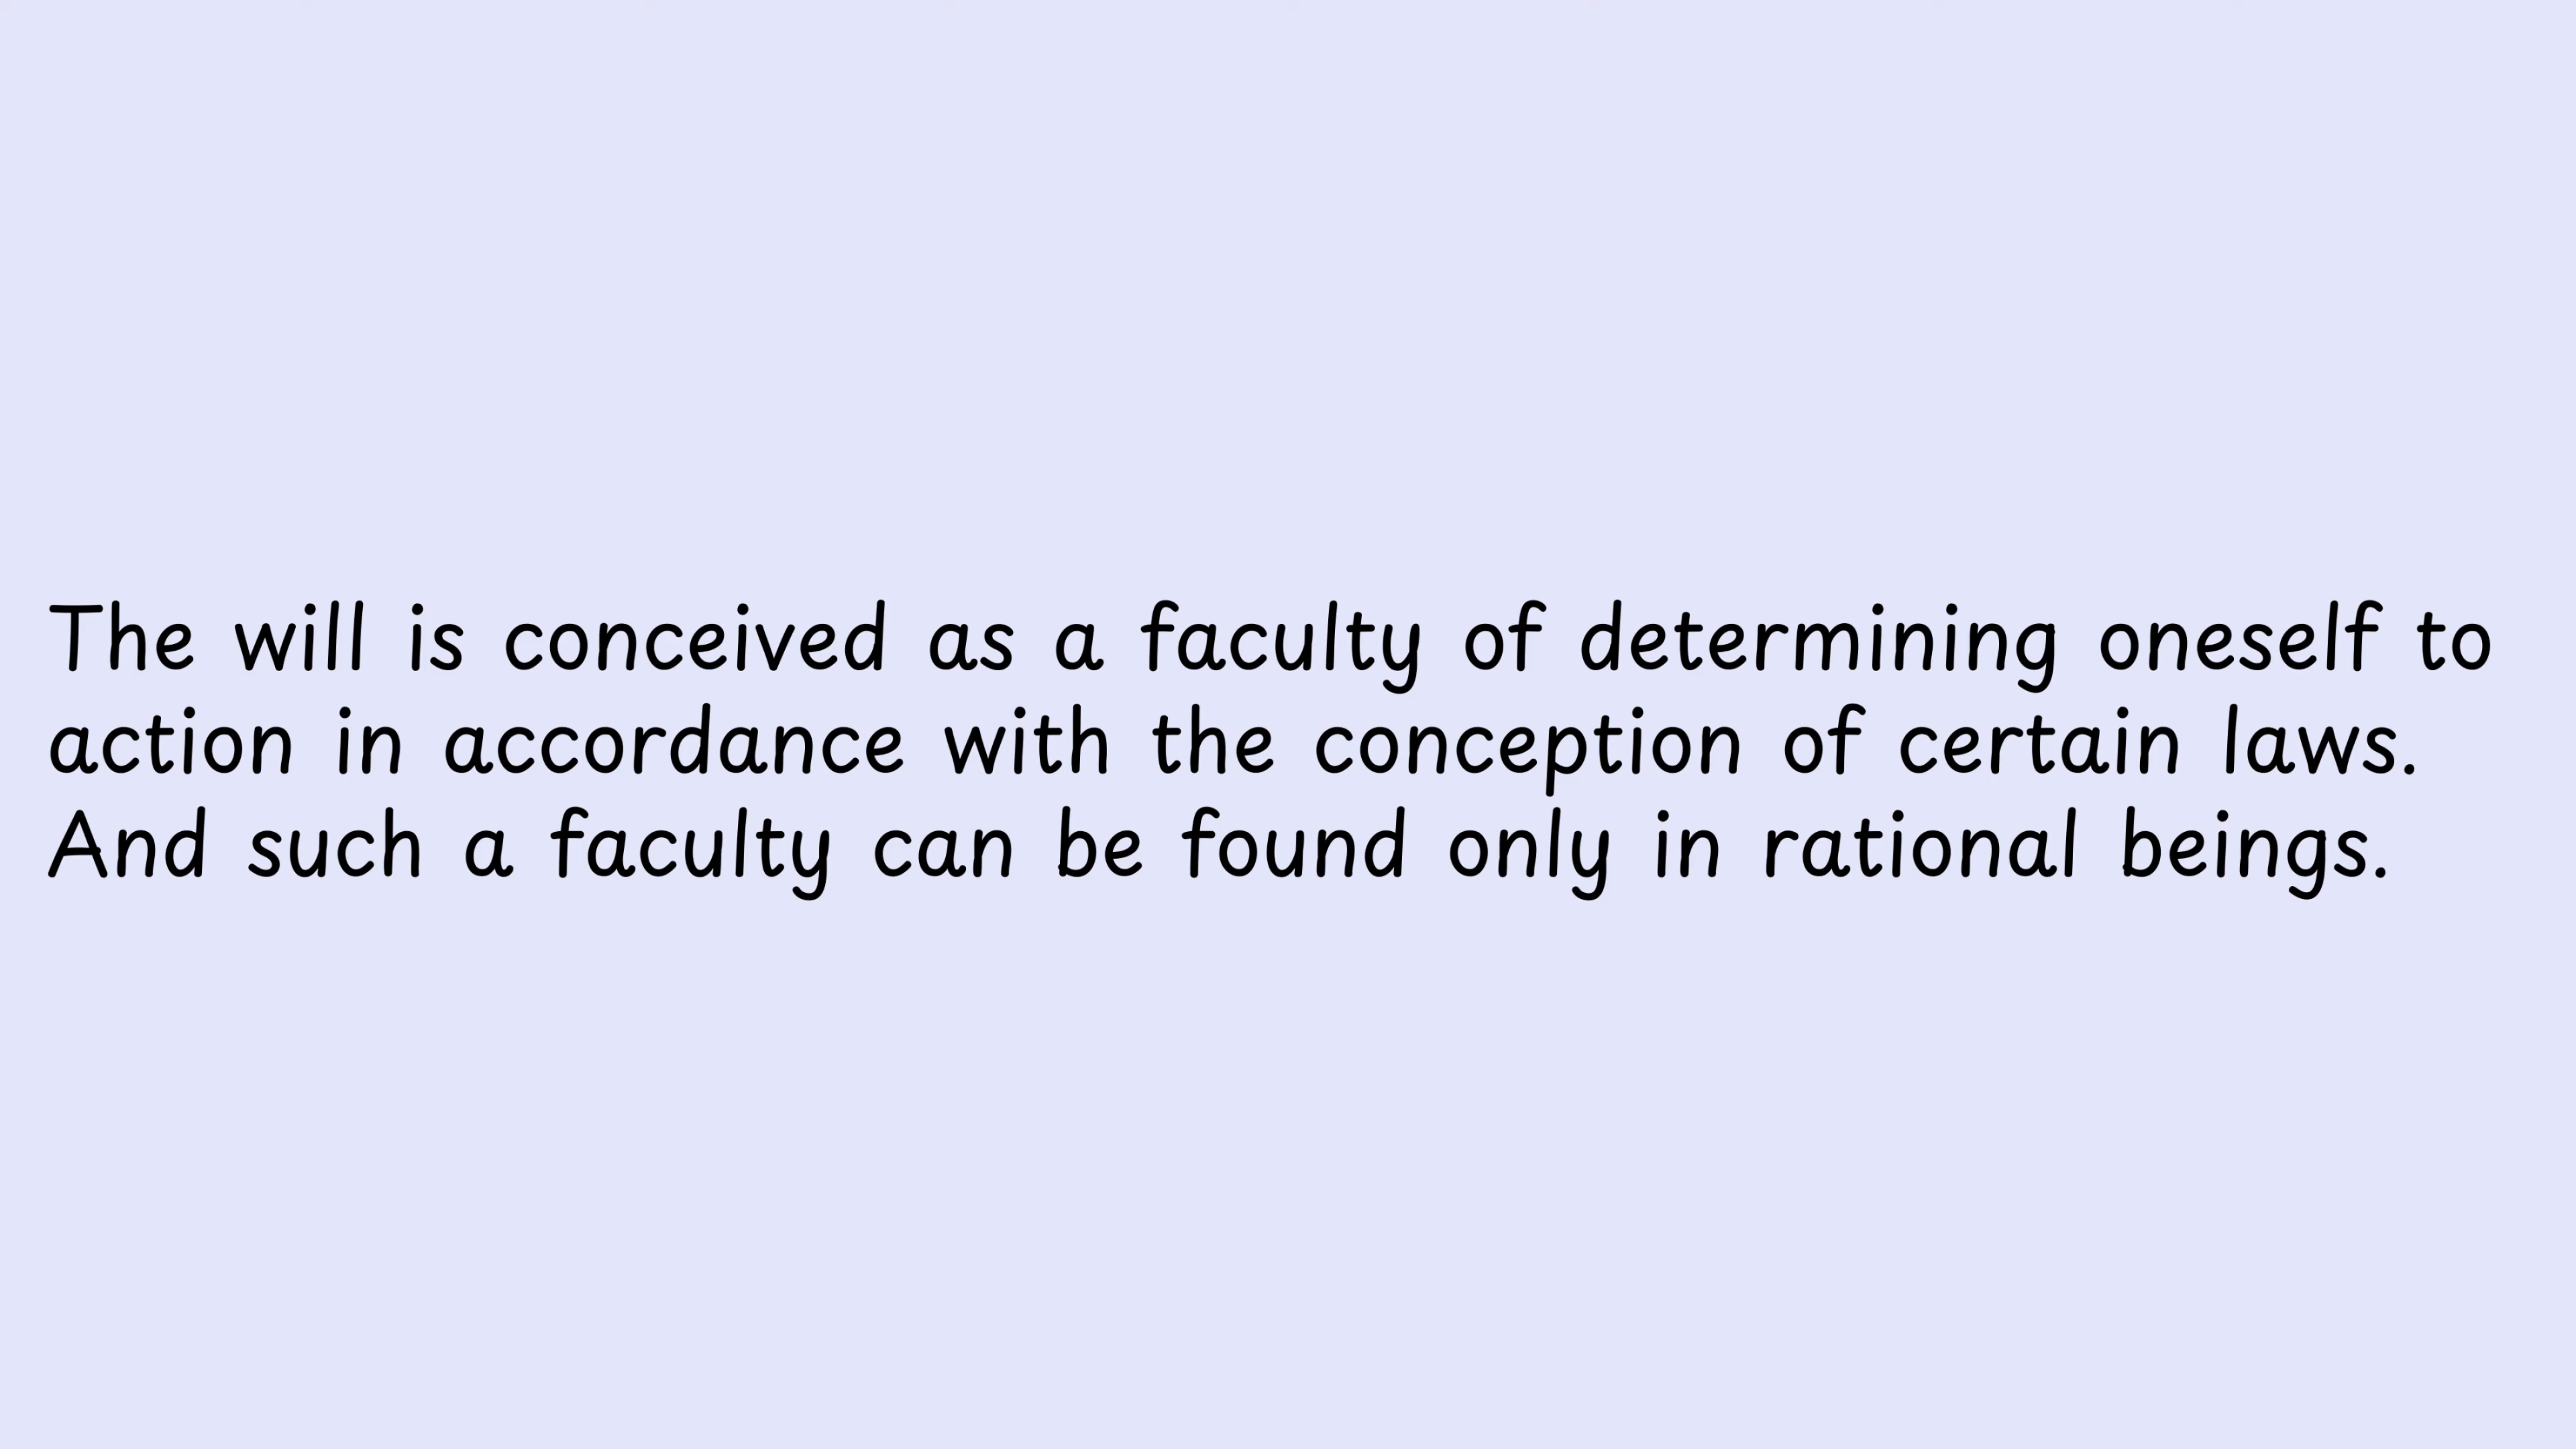 The will is conceived as a faculty of determining oneself to
action in accordance with the conception of certain laws.
And such a faculty can be found only in rational beings.